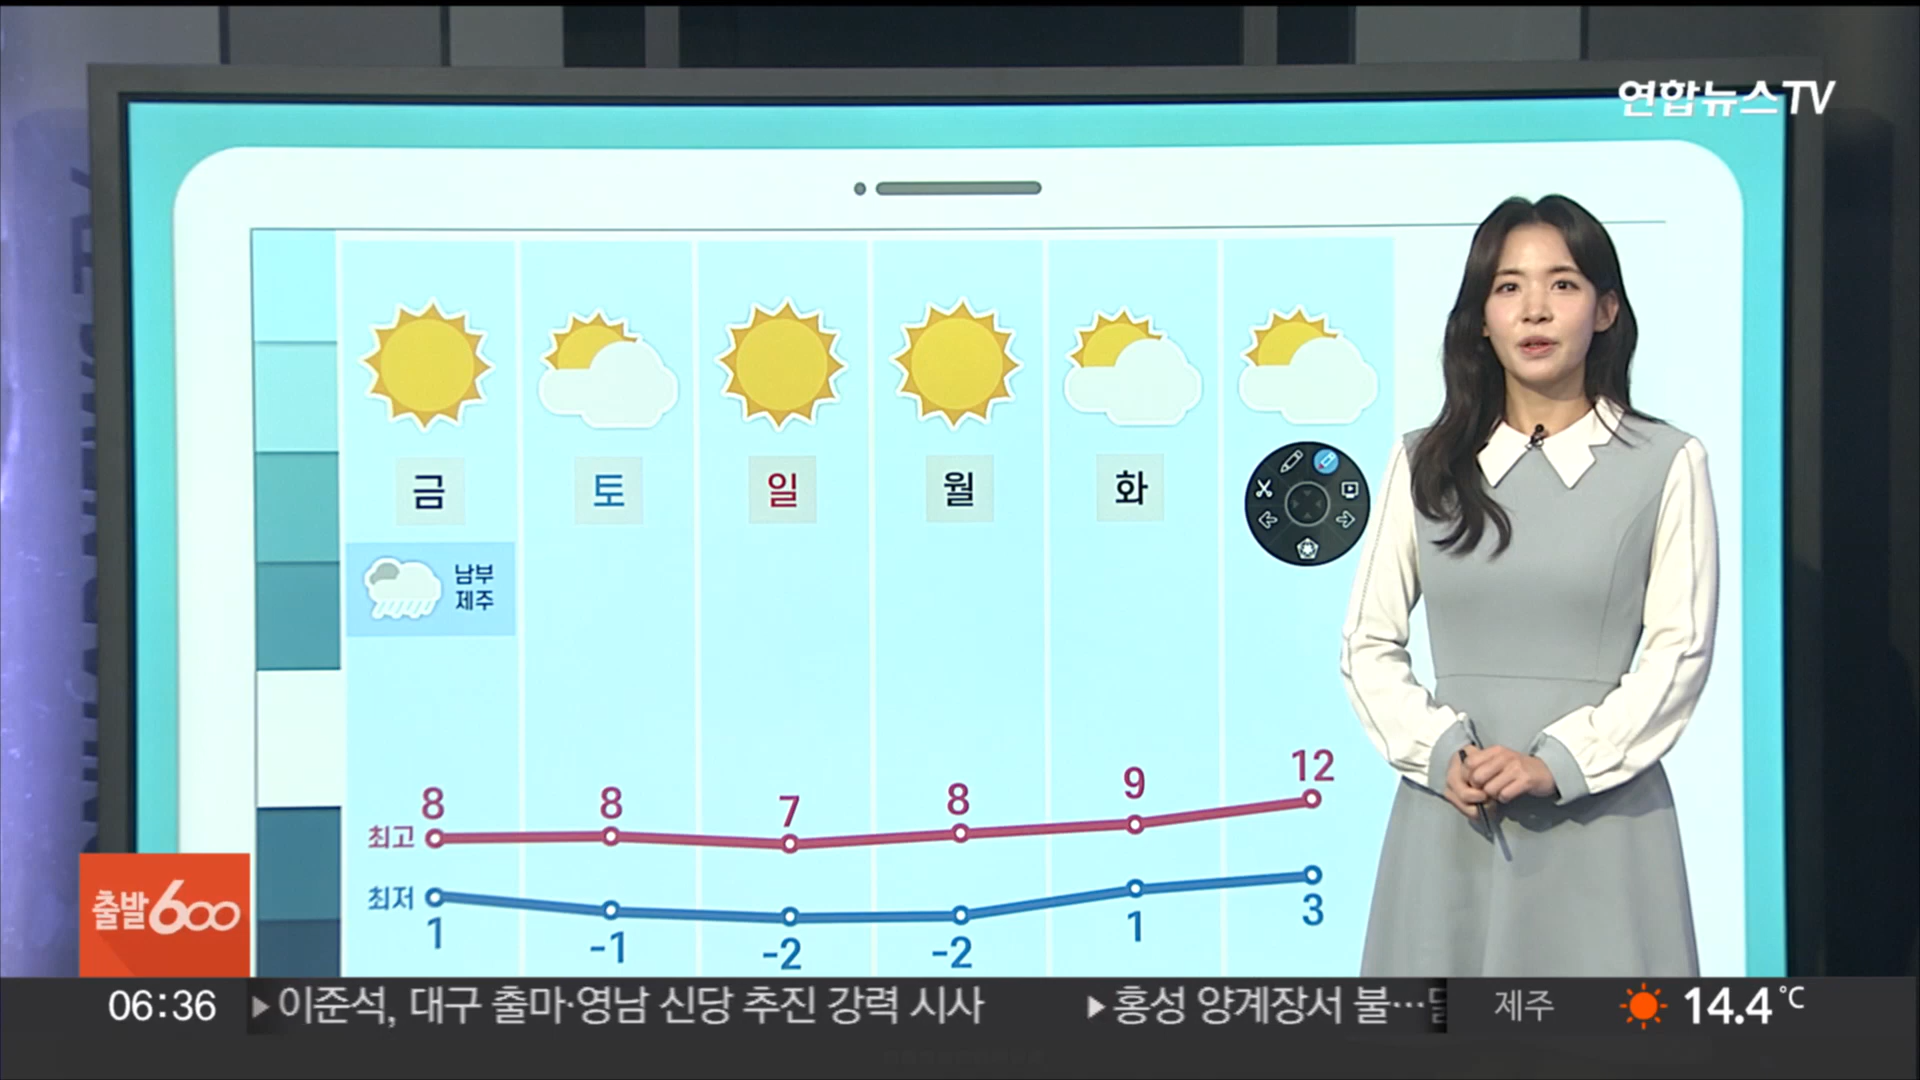 연합뉴스TV
금 토 일 월 화
남부
제주
8 8 7 8 9 12
최고
최저
1 -1 -2 -2 1 3
출발600
06:36 ▶이준석, 대구 출마·영남 신당 추진 강력 시사 ▶홍성 양계장서 불… 제주 14.4℃